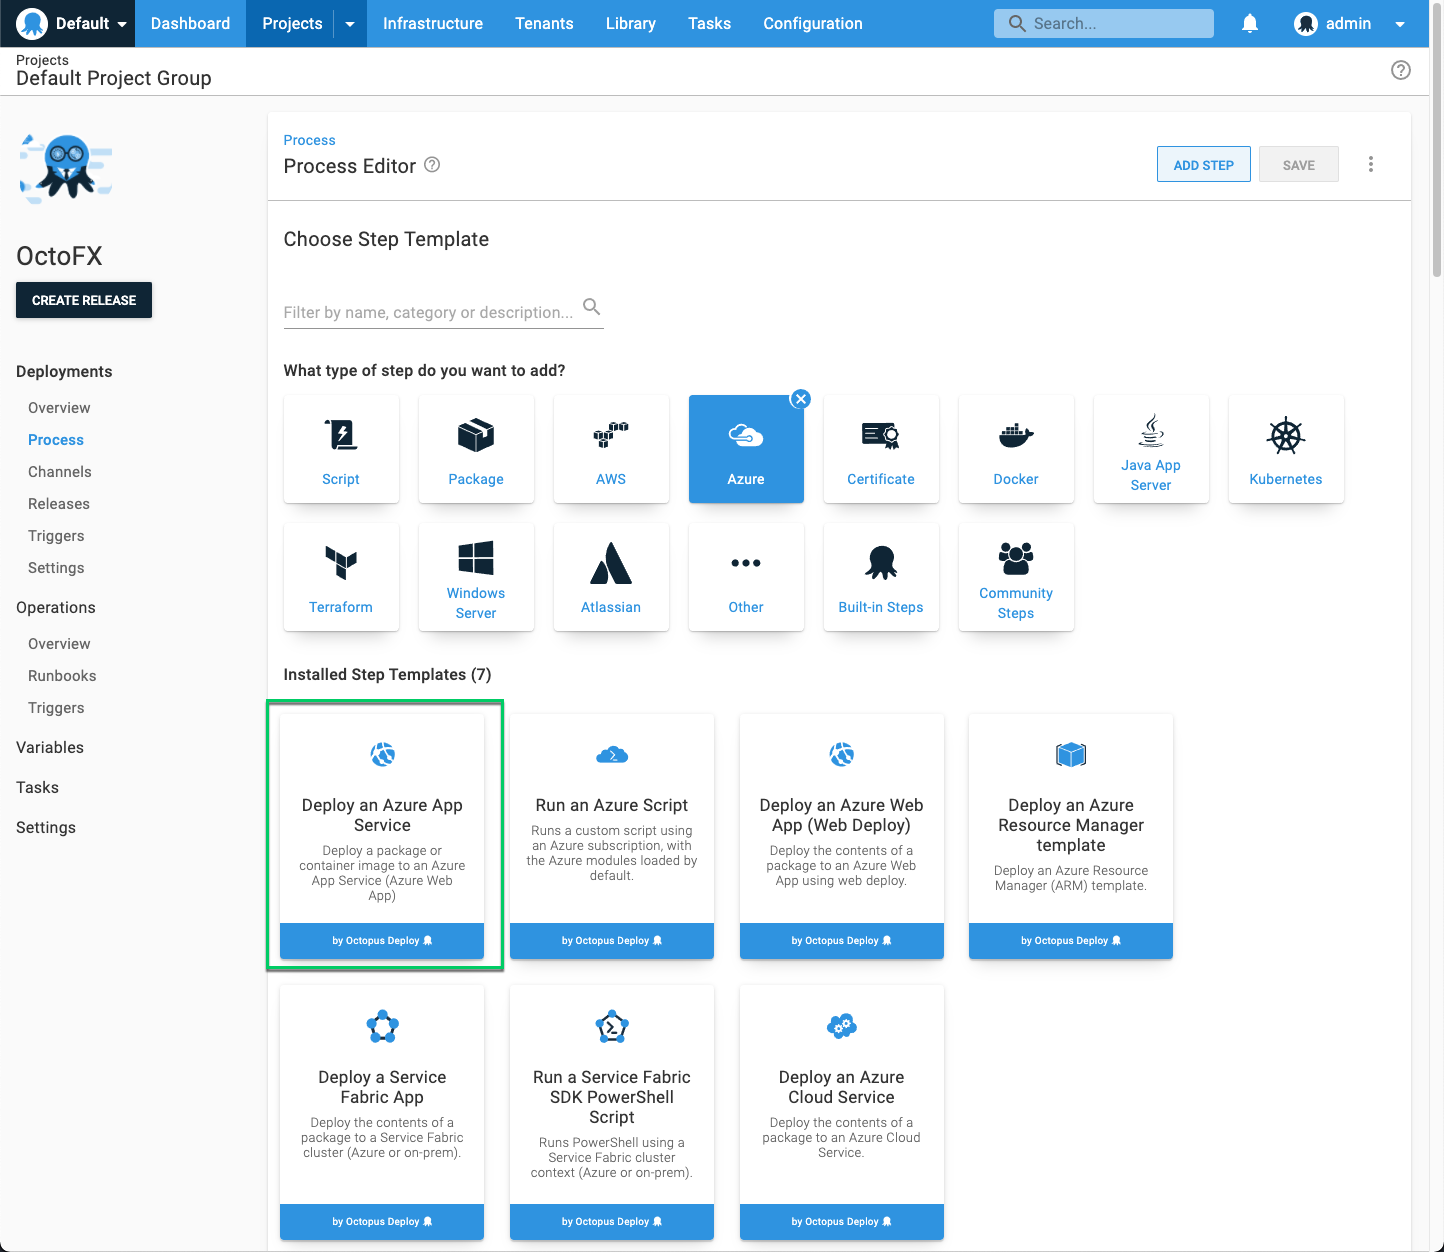 Default
Dashboard
Projects
Infrastructure
Tenants
Library
Tasks
Configuration
Search...
admin
Projects
Default Project Group
OctoFX
CREATE RELEASE
Deployments
Overview
Process
Channels
Releases
Triggers
Settings
Operations
Overview
Runbooks
Triggers
Variables
Tasks
Settings
Process
Process Editor
ADD STEP
SAVE
Choose Step Template
Filter by name, category or description...
What type of step do you want to add?
Script
Package
AWS
Azure
Certificate
Docker
Java App
Server
Kubernetes
Terraform
Windows
Server
Atlassian
Other
Built-in Steps
Community
Steps
Installed Step Templates (7)
Deploy an Azure App
Service
Deploy a package or
container image to an Azure
App Service (Azure Web
App)
by Octopus Deploy
Run an Azure Script
Runs a custom script using
an Azure subscription, with
the Azure modules loaded by
default.
by Octopus Deploy
Deploy an Azure Web
App (Web Deploy)
Deploy the contents of a
package to an Azure Web
App using web deploy.
by Octopus Deploy
Deploy an Azure
Resource Manager
template
Deploy an Azure Resource
Manager (ARM) template.
by Octopus Deploy
Deploy a Service
Fabric App
Deploy the contents of a
package to a Service Fabric
cluster (Azure or on-prem).
by Octopus Deploy
Run a Service Fabric
SDK PowerShell
Script
Runs PowerShell using a
Service Fabric cluster
context (Azure or on-prem).
by Octopus Deploy
Deploy an Azure
Cloud Service
Deploy the contents of a
package to an Azure Cloud
Service.
by Octopus Deploy